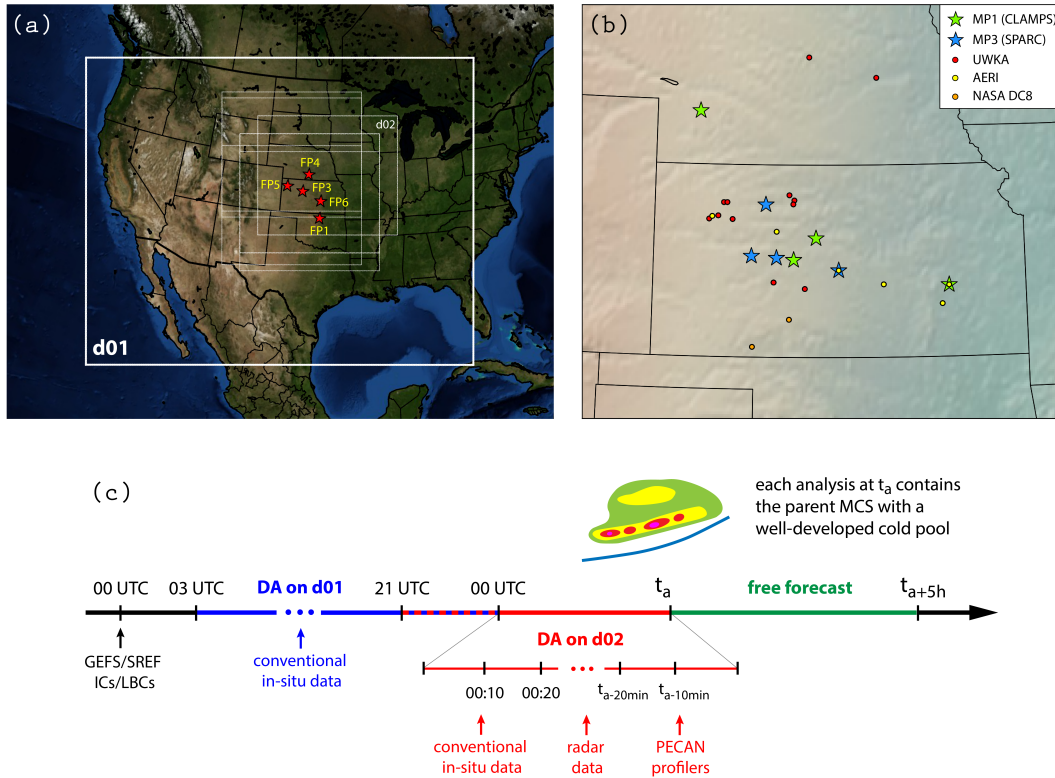 (a)
d02
FP4
FP5
FP3
FP6
FP1
d01
(b)
MP1 (CLAMPS)
MP3 (SPARC)
UWKA
AERI
NASA DC8
(c)
each analysis at ta contains
the parent MCS with a
well-developed cold pool
00 UTC
03 UTC
DA on d01
21 UTC
00 UTC
ta
free forecast
ta+5h
DA on d02
GEFS/SREF
ICs/LBCs
conventional
in-situ data
00:10
00:20
ta-20min
ta-10min
conventional
in-situ data
radar
data
PECAN
profilers